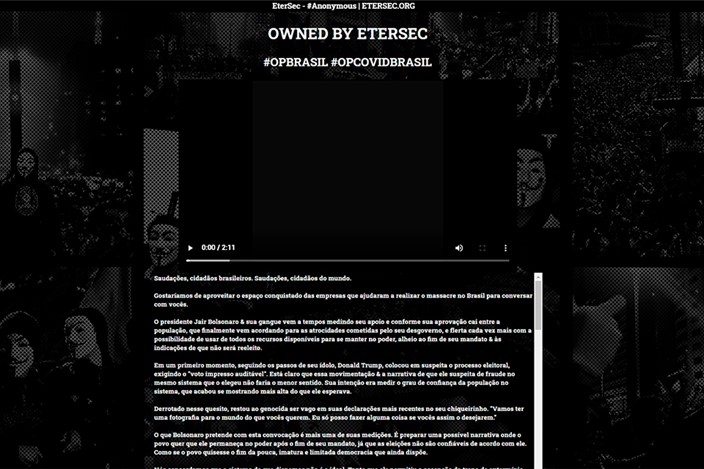 EterSec - #Anonymous | ETERSEC.ORG
OWNED BY ETERSEC
#OPBRASIL #OPCOVIDBRASIL
0:00 / 2:11
Saudações, cidadãos brasileiros. Saudações, cidadãos do mundo.
Gostaríamos de aproveitar o espaço conquistado das empresas que ajudaram a realizar o massacre no Brasil para conversar
com vocês.
O presidente Jair Bolsonaro & sua gangue vem a tempos medindo seu apoio e conforme sua aprovação cai entre a
população, que finalmente vem acordando para as atrocidades cometidas pelo seu desgoverno, e flerta cada vez mais com a
possibilidade de usar de todos os recursos disponíveis para se manter no poder, alheio ao fim de seu mandato & às
indicações de que não será reeleito.
Em um primeiro momento, seguindo os passos de seu ídolo, Donald Trump, colocou em suspeita o processo eleitoral,
exigindo o "voto impresso auditável". Está claro que essa movimentação & a narrativa de que ele suspeita de fraude no
mesmo sistema que o elegeu não faria o menor sentido. Sua intenção era medir o grau de confiança da população no
sistema, que acabou se mostrando mais alta do que ele esperava.
Derrotado nesse quesito, restou ao genocida ser vago em suas declarações mais recentes no seu chiqueirinho. "Vamos ter
uma fotografia para o mundo do que vocês querem. Eu só posso fazer alguma coisa se vocês assim o desejarem."
O que Bolsonaro pretende com esta convocação é mais uma de suas medições. É preparar uma possível narrativa onde o
povo quer que ele permaneça no poder após o fim de seu mandato, já que as eleições não são confiáveis de acordo com ele.
Como se o povo quisesse o fim da pouca, imatura e limitada democracia que ainda dispõe.